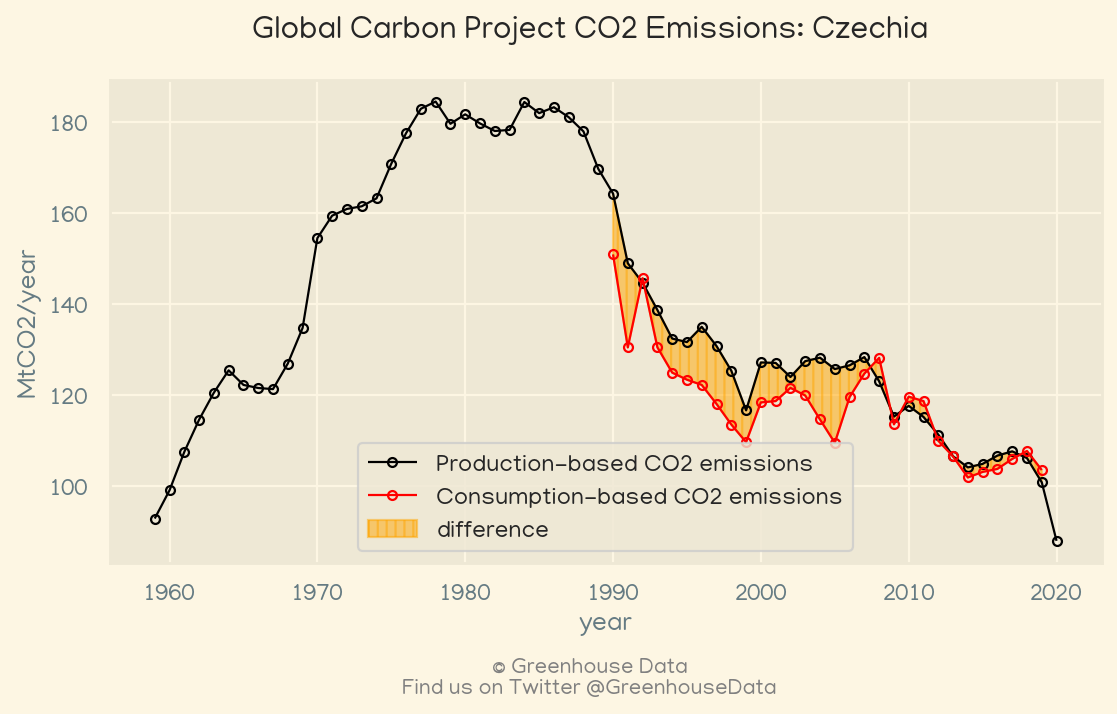 Global Carbon Project CO2 Emissions: Czechia
MtCO2/year
180
160
140
120
100
Production-based CO2 emissions
Consumption-based CO2 emissions
difference
1960 1970 1980 1990 2000 2010 2020
year
© Greenhouse Data
Find us on Twitter @GreenhouseData